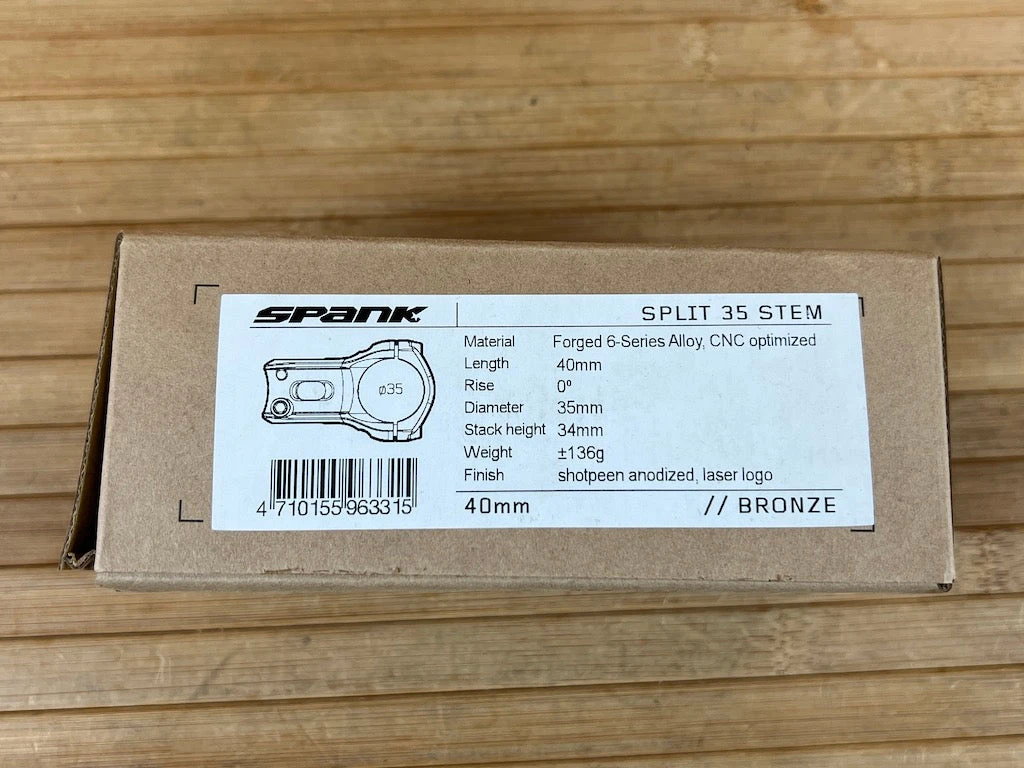 SPANK
SPLIT 35 STEM
Material Forged 6-Series Alloy, CNC optimized
Length 40mm
Rise 0º
Diameter 35mm
Stack height 34mm
Weight ±136g
Finish shotpeen anodized, laser logo
ø35
4 710155 963315
40mm // BRONZE